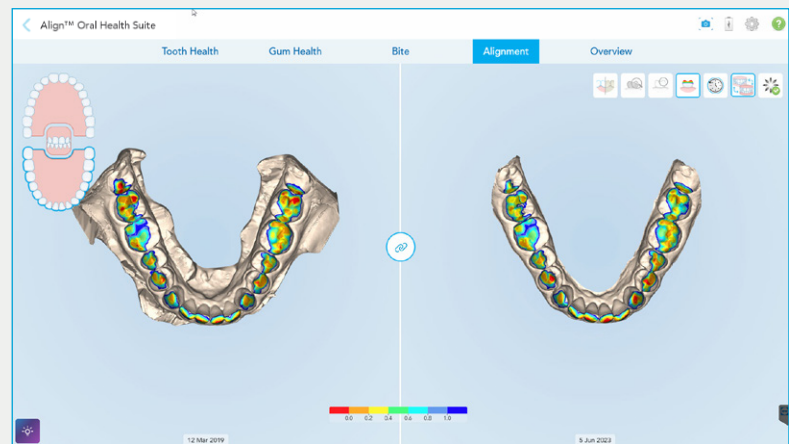 Align™ Oral Health Suite
?
Tooth Health Gum Health Bite Alignment Overview
0.0 0.2 0.4 0.6 0.8 1.0
12 Mar 2019 5 Jun 2023